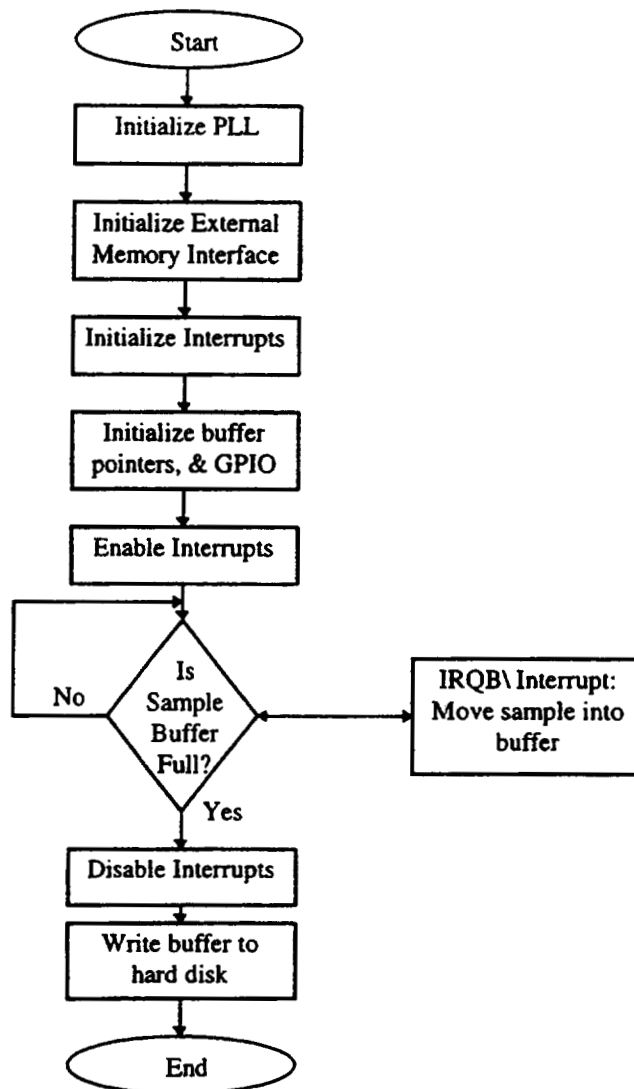 Start
Initialize PLL
Initialize External
Memory Interface
Initialize Interrupts
Initialize buffer
pointers, & GPIO
Enable Interrupts
Is
Sample
Buffer
Full?
No
IRQB\ Interrupt:
Move sample into
buffer
Yes
Disable Interrupts
Write buffer to
hard disk
End